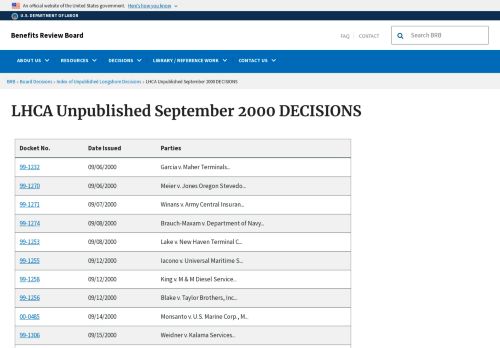 An official website of the United States government. Here's how you know
U.S. DEPARTMENT OF LABOR
Benefits Review Board
FAQ CONTACT Search BRB
ABOUT US RESOURCES DECISIONS LIBRARY / REFERENCE WORK CONTACT US
BRB › Board Decisions › Index of Unpublished Longshore Decisions › LHCA Unpublished September 2000 DECISIONS
LHCA Unpublished September 2000 DECISIONS
Docket No. Date Issued Parties
99-1232 09/06/2000 Garcia v. Maher Terminals...
99-1270 09/06/2000 Meier v. Jones Oregon Stevedo...
99-1271 09/07/2000 Winans v. Army Central Insuran...
99-1274 09/08/2000 Brauch-Maxam v. Department of Navy...
99-1253 09/08/2000 Lake v. New Haven Terminal C...
99-1255 09/12/2000 Iacono v. Universal Maritime S...
99-1258 09/12/2000 King v. M & M Diesel Service...
99-1256 09/12/2000 Blake v. Taylor Brothers, Inc...
00-0485 09/14/2000 Monsanto v. U.S. Marine Corp., M...
99-1306 09/15/2000 Weidner v. Kalama Services...